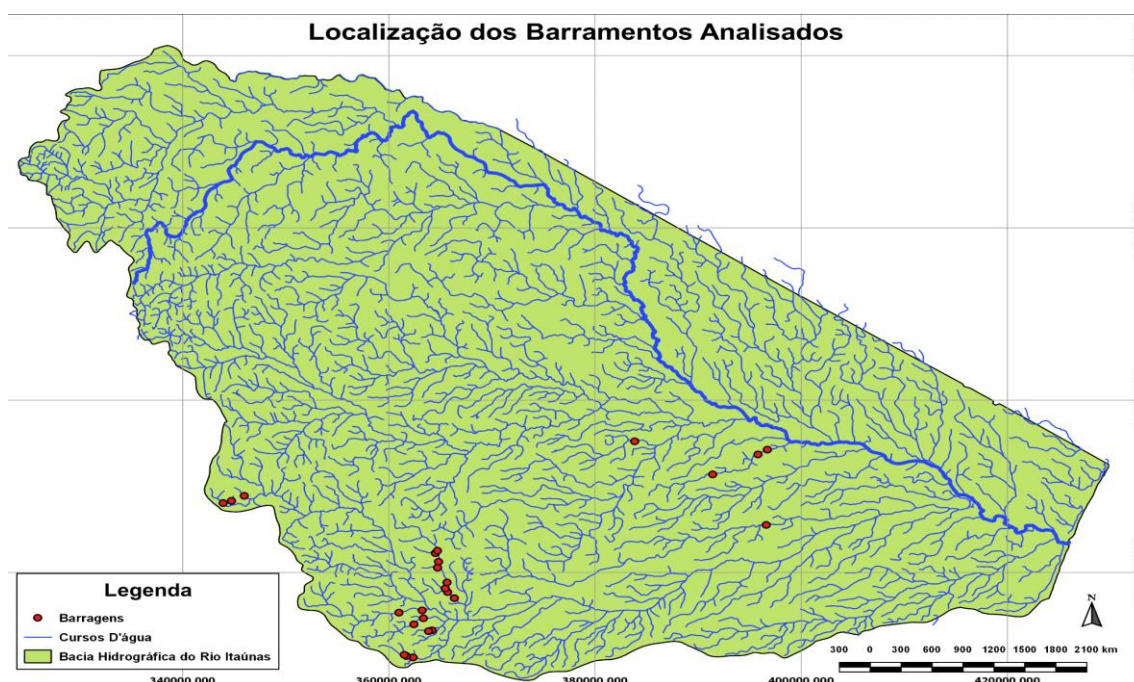 Localização dos Barramentos Analisados
Legenda
Barragens
Cursos D'água
Bacia Hidrográfica do Rio Itaúnas
N
300 0 300 600 900 1200 1500 1800 2100 km
340000,000 360000,000 380000,000 400000,000 420000,000